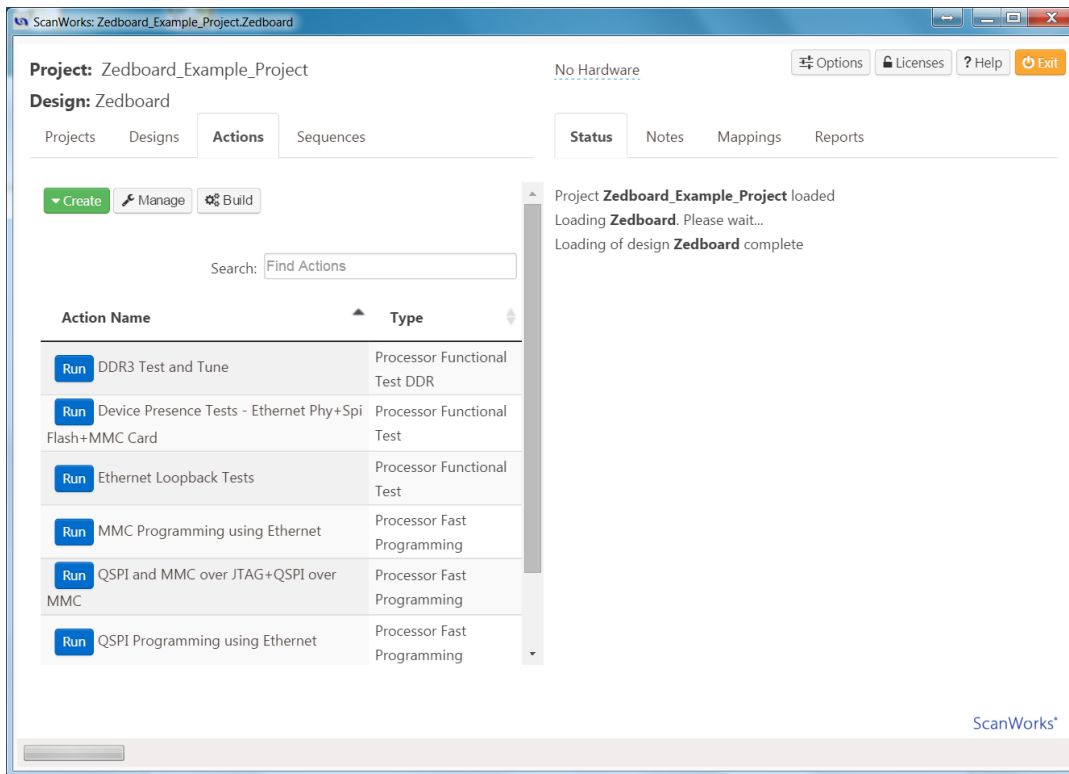 ScanWorks: Zedboard_Example_Project.Zedboard
Project: Zedboard_Example_Project
No Hardware
Options
Licenses
? Help
Exit
Design: Zedboard
Projects
Designs
Actions
Sequences
Status
Notes
Mappings
Reports
Create
Manage
Build
Project Zedboard_Example_Project loaded
Loading Zedboard. Please wait...
Loading of design Zedboard complete
Search:
Find Actions
Action Name
Type
Run DDR3 Test and Tune
Processor Functional
Test DDR
Run Device Presence Tests - Ethernet Phy+Spi
Flash+MMC Card
Processor Functional
Test
Run Ethernet Loopback Tests
Processor Functional
Test
Run MMC Programming using Ethernet
Processor Fast
Programming
Run QSPI and MMC over JTAG+QSPI over
MMC
Processor Fast
Programming
Run QSPI Programming using Ethernet
Processor Fast
Programming
ScanWorks*